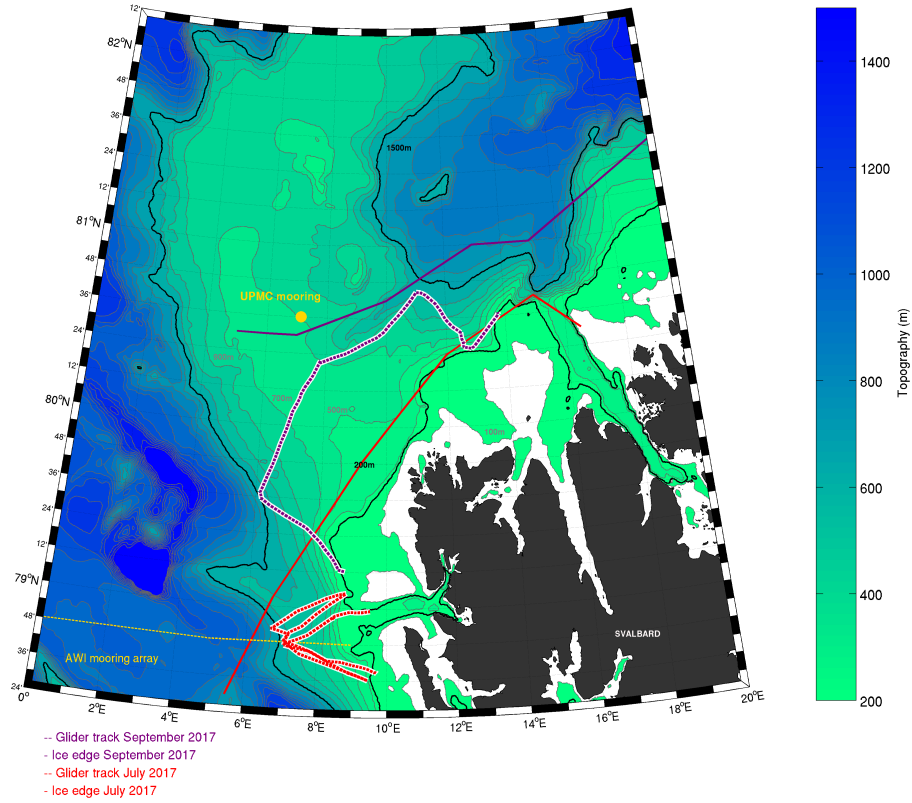 12'
82°N
48'
36'
24'
12'
81°N
48'
36'
24'
12'
80°N
48'
36'
24'
12'
79°N
48'
36'
24'
0°
2°E
4°E
6°E
8°E
10°E
12°E
14°E
16°E
18°E
20°E
1500m
UPMC mooring
800m
700m
500m
100m
200m
SVALBARD
AWI mooring array
1400
1200
1000
800
600
400
200
Topography (m)
-- Glider track September 2017
- Ice edge September 2017
-- Glider track July 2017
- Ice edge July 2017